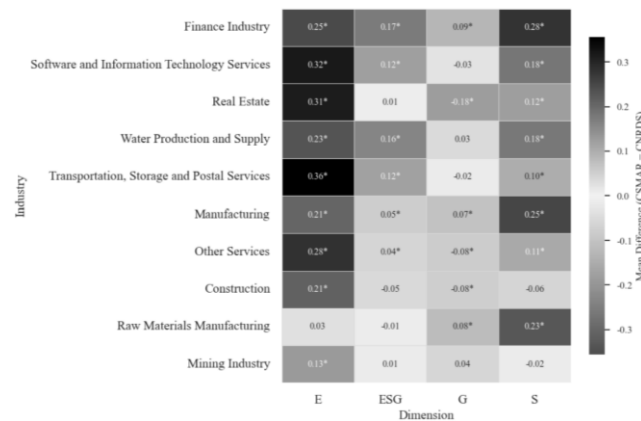 Finance Industry 0.25* 0.17* 0.09* 0.28*
Software and Information Technology Services 0.32* 0.12* -0.03 0.18*
Real Estate 0.31* 0.01 -0.18* 0.12*
Water Production and Supply 0.23* 0.16* 0.03 0.18*
Transportation, Storage and Postal Services 0.36* 0.12* -0.02 0.10*
Manufacturing 0.21* 0.05* 0.07* 0.25*
Other Services 0.28* 0.04* -0.08* 0.11*
Construction 0.21* -0.05 -0.08* -0.06
Raw Materials Manufacturing 0.03 -0.01 0.08* 0.23*
Mining Industry 0.13* 0.01 0.04 -0.02
E ESG G S
Dimension
Industry
0.3
0.2
0.1
0.0
-0.1
-0.2
-0.3
Mean Difference (CSMAR − CNRDS)